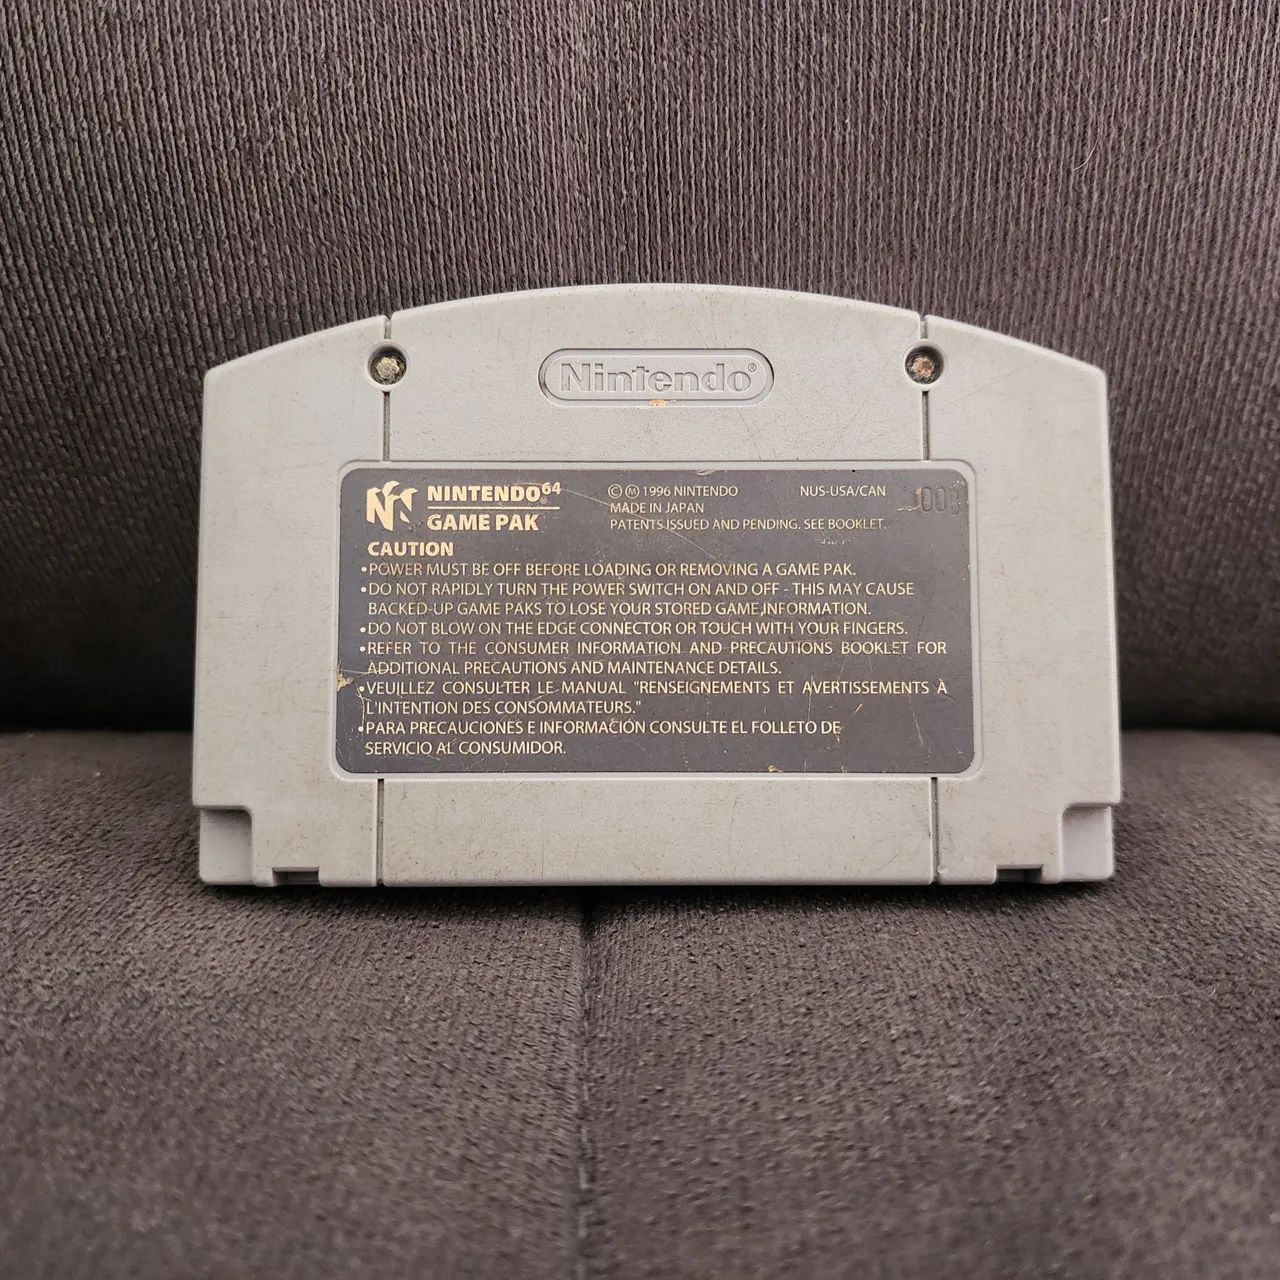 Nintendo®
NINTENDO⁶⁴®
GAME PAK
©Ⓜ 1996 NINTENDO NUS-USA/CAN
MADE IN JAPAN
PATENTS ISSUED AND PENDING. SEE BOOKLET.
CAUTION
•POWER MUST BE OFF BEFORE LOADING OR REMOVING A GAME PAK.
•DO NOT RAPIDLY TURN THE POWER SWITCH ON AND OFF - THIS MAY CAUSE
BACKED-UP GAME PAKS TO LOSE YOUR STORED GAME INFORMATION.
•DO NOT BLOW ON THE EDGE CONNECTOR OR TOUCH WITH YOUR FINGERS.
•REFER TO THE CONSUMER INFORMATION AND PRECAUTIONS BOOKLET FOR
ADDITIONAL PRECAUTIONS AND MAINTENANCE DETAILS.
•VEUILLEZ CONSULTER LE MANUAL "RENSEIGNEMENTS ET AVERTISSEMENTS À
L'INTENTION DES CONSOMMATEURS."
•PARA PRECAUCIONES E INFORMACIÓN CONSULTE EL FOLLETO DE
SERVICIO AL CONSUMIDOR.